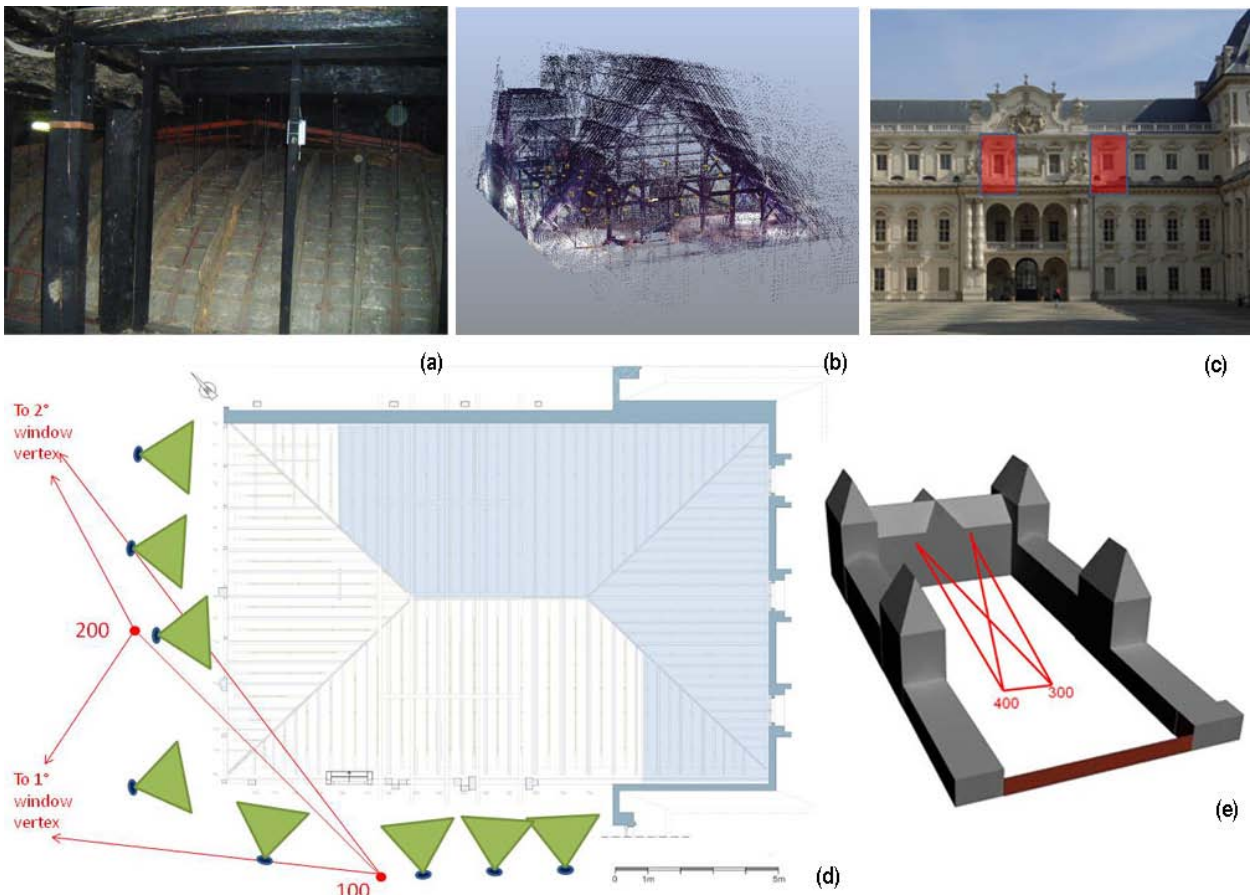 (a)
(b)
(c)
To 2°
window
vertex
200
To 1°
window
vertex
100
0
1m
5m
(d)
400
300
(e)